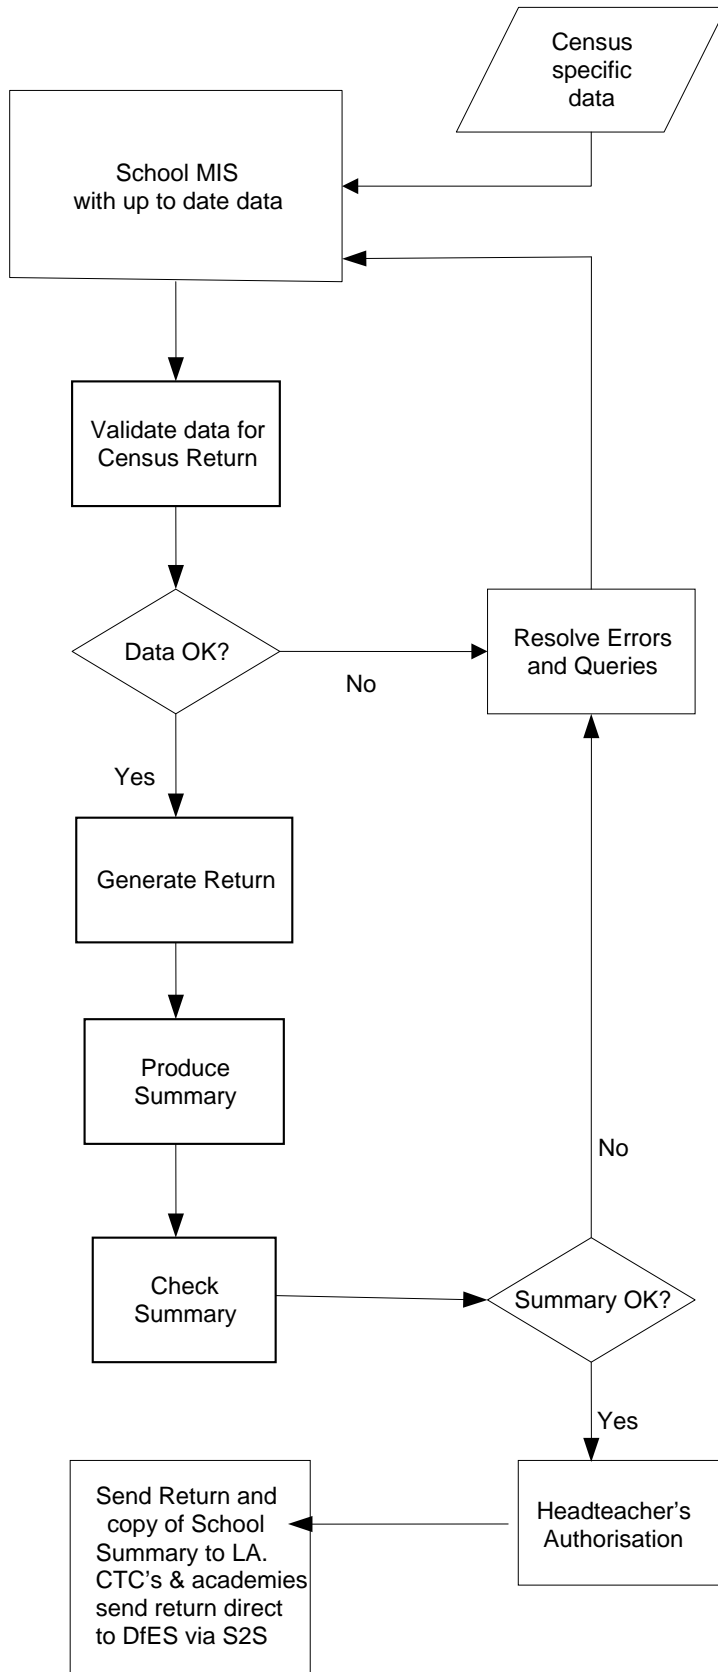 Census
specific
data
School MIS
with up to date data
Validate data for
Census Return
Data OK?
No
Resolve Errors
and Queries
Yes
Generate Return
Produce
Summary
No
Check
Summary
Summary OK?
Yes
Headteacher's
Authorisation
Send Return and
copy of School
Summary to LA.
CTC's & academies
send return direct
to DfES via S2S